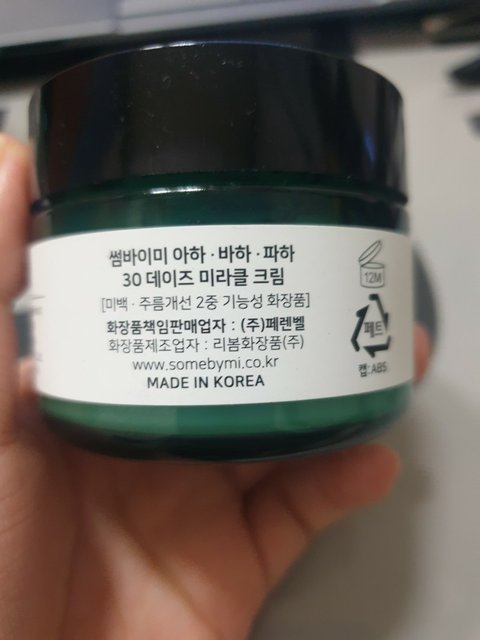 썸바이미 아하·바하·파하
30 데이즈 미라클 크림
[미백·주름개선 2중 기능성 화장품]
화장품책임판매업자 : (주)페렌벨
화장품제조업자 : 리봄화장품(주)
www.somebymi.co.kr
MADE IN KOREA
12M
페트
캡:ABS